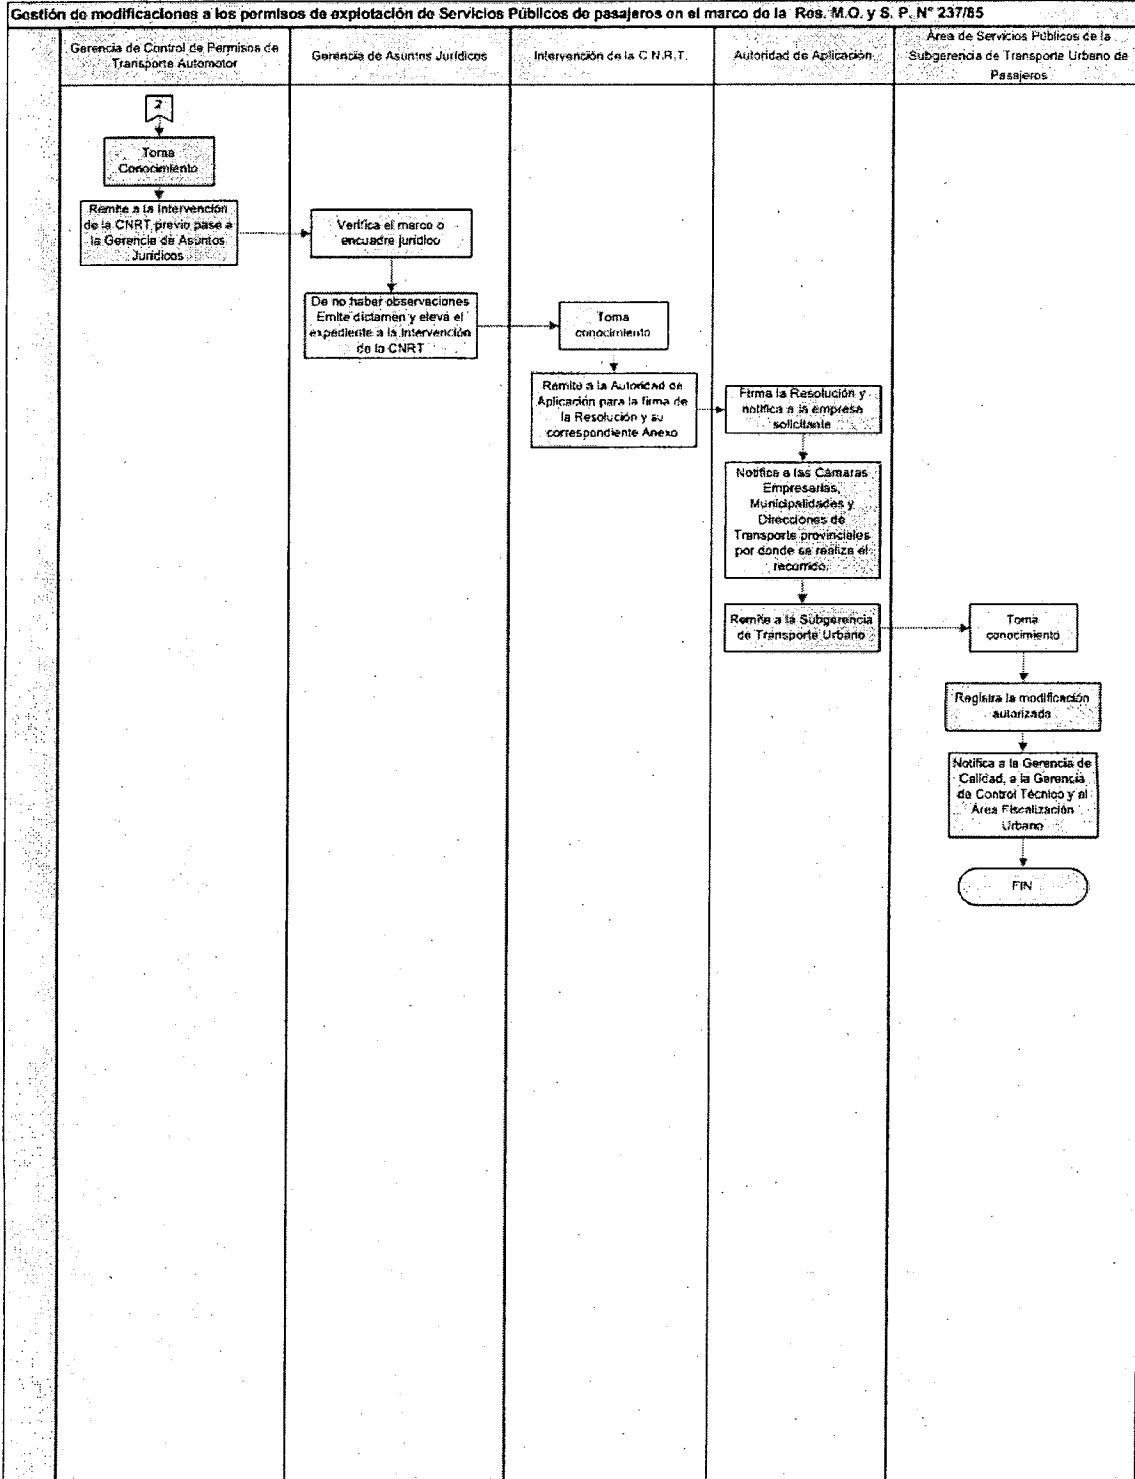 Gestión de modificaciones a los permisos de explotación de Servicios Públicos de pasajeros en el marco de la Res. M.O. y S. P. N° 237/85
Gerencia de Control de Permisos de
Transporte Automotor
Gerencia de Asuntos Jurídicos
Intervención de la C.N.R.T.
Autoridad de Aplicación
Área de Servicios Públicos de la
Subgerencia de Transporte Urbano de
Pasajeros
2
Toma
Conocimiento
Remite a la Intervención
de la CNRT previo pase a
la Gerencia de Asuntos
Jurídicos
Verifica el marco o
encuadre jurídico
De no haber observaciones
Emite dictamen y eleva el
expediente a la Intervención
de la CNRT
Toma
conocimiento
Remite a la Autoridad de
Aplicación para la firma de
la Resolución y su
correspondiente Anexo
Firma la Resolución y
notifica a la empresa
solicitante
Notifica a las Cámaras
Empresarias,
Municipalidades y
Direcciones de
Transporte provinciales
por donde se realiza el
recorrido.
Remite a la Subgerencia
de Transporte Urbano
Toma
conocimiento
Registra la modificación
autorizada
Notifica a la Gerencia de
Calidad, a la Gerencia
de Control Técnico y al
Área Fiscalización
Urbano
FIN